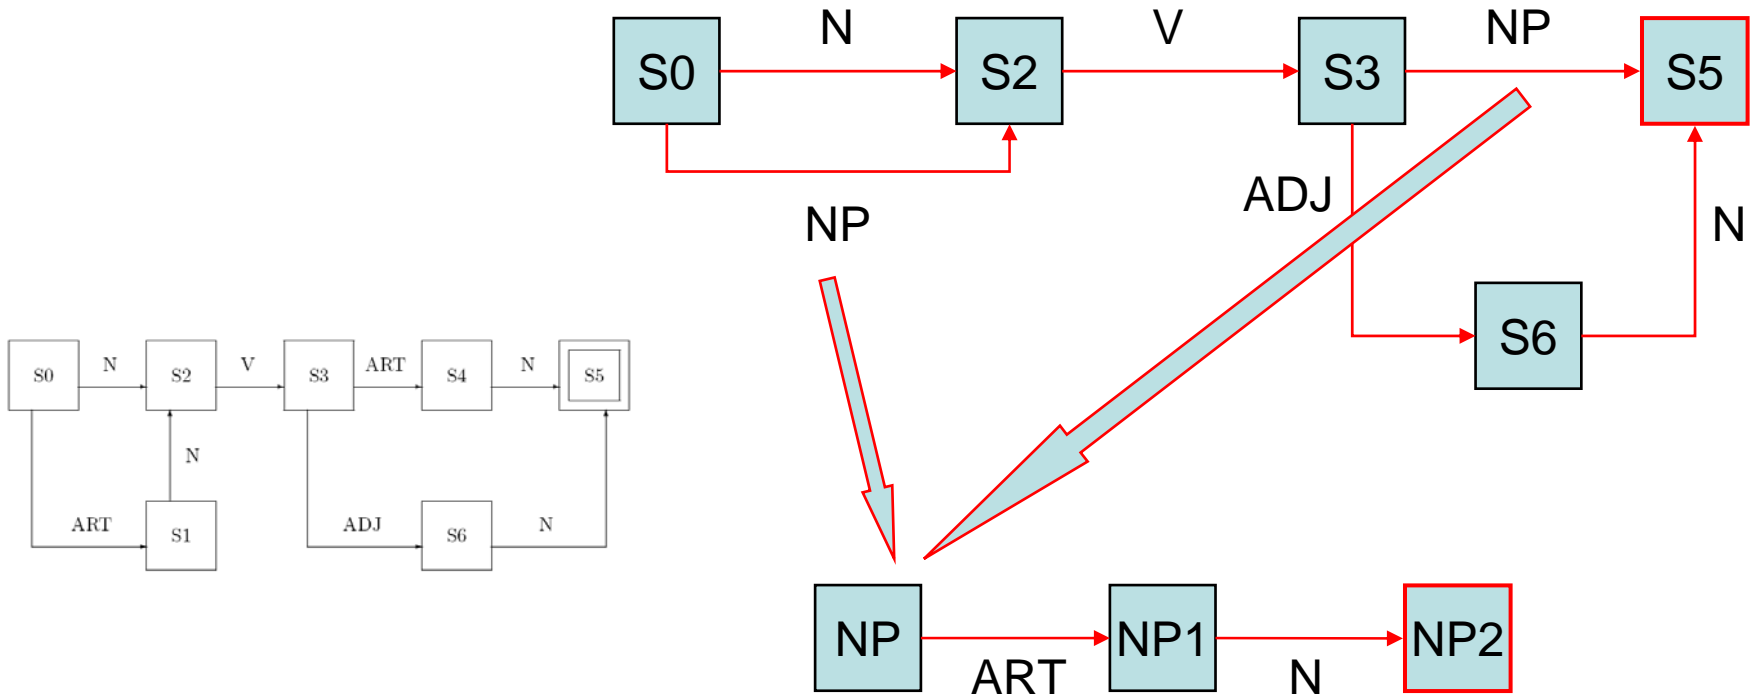 N V NP
S0 S2 S3 S5
ADJ
NP N
S6
N V ART N
S0 S2 S3 S4 S5
N
ART ADJ N
S1 S6
NP NP1 NP2
ART N